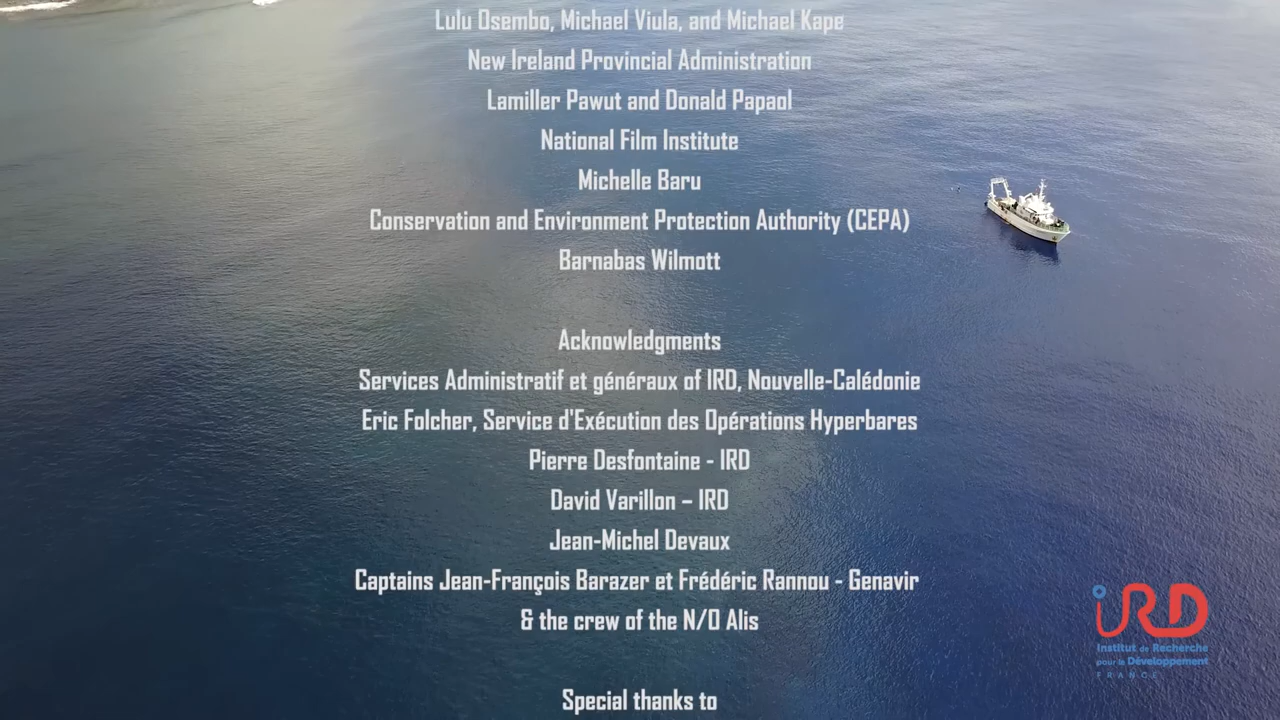 Lulu Osembo, Michael Viula, and Michael Kape
New Ireland Provincial Administration
Lamiller Pawut and Donald Papaol
National Film Institute
Michelle Baru
Conservation and Environment Protection Authority (CEPA)
Barnabas Wilmott
Acknowledgments
Services Administratif et généraux of IRD, Nouvelle-Calédonie
Eric Folcher, Service d'Exécution des Opérations Hyperbares
Pierre Desfontaine - IRD
David Varillon – IRD
Jean-Michel Devaux
Captains Jean-François Barazer et Frédéric Rannou - Genavir
& the crew of the N/O Alis
Special thanks to
iRD
Institut de Recherche
pour le Développement
FRANCE